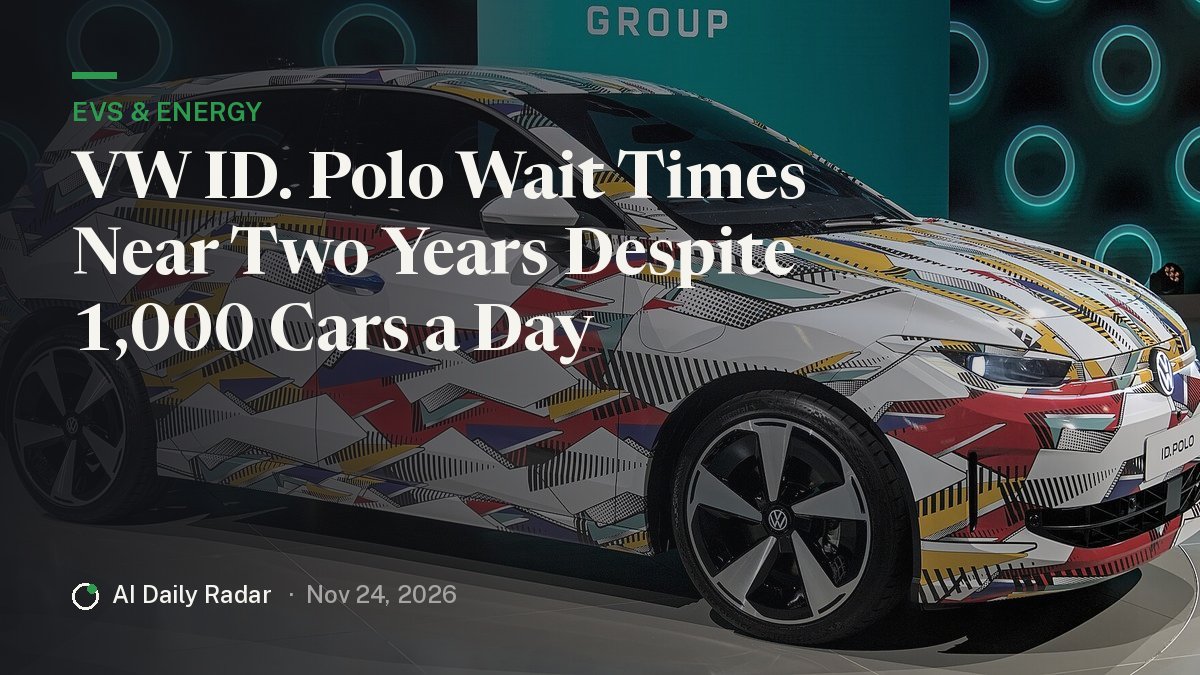 GROUP
EVS & ENERGY
VW ID. Polo Wait Times
Near Two Years Despite
1,000 Cars a Day
ID.POLO
AI Daily Radar · Nov 24, 2026